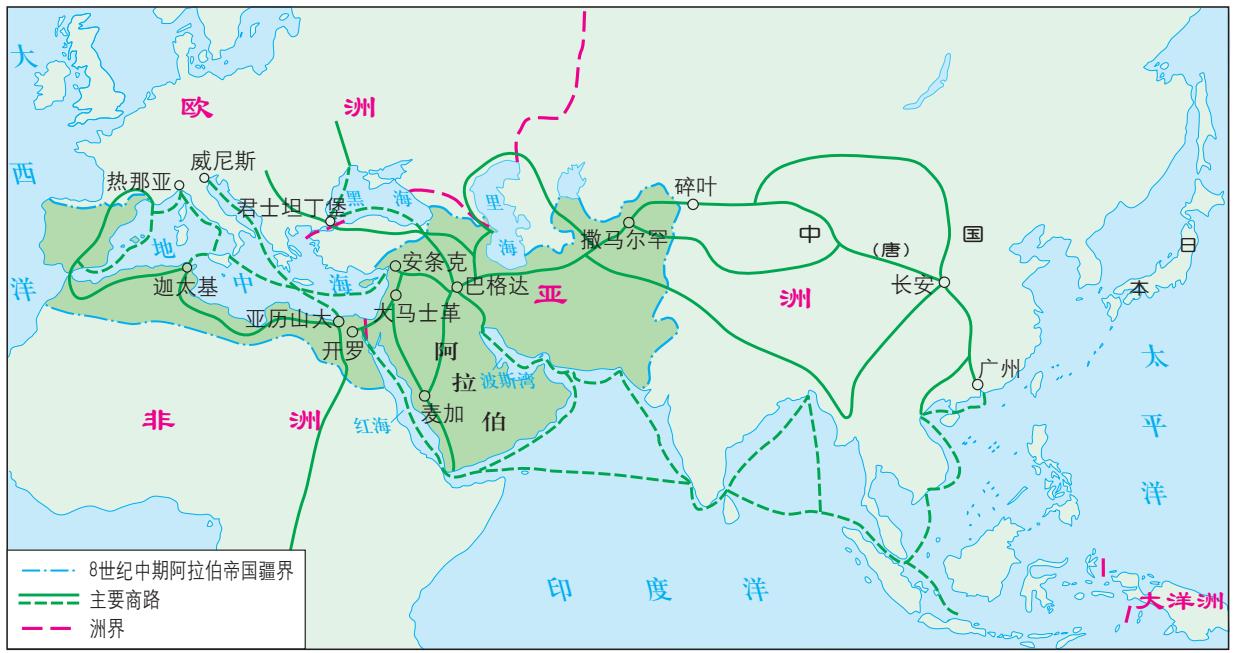 大西洋
欧洲
威尼斯
热那亚
君士坦丁堡
黑海
里海
碎叶
撒马尔罕
中国
(唐)
日本
长安
地中海
迦太基
安条克
巴格达
亚洲
大马士革
亚历山大
开罗
阿拉伯
波斯湾
麦加
红海
非洲
广州
太平洋
印度洋
大洋洲
8世纪中期阿拉伯帝国疆界
主要商路
洲界